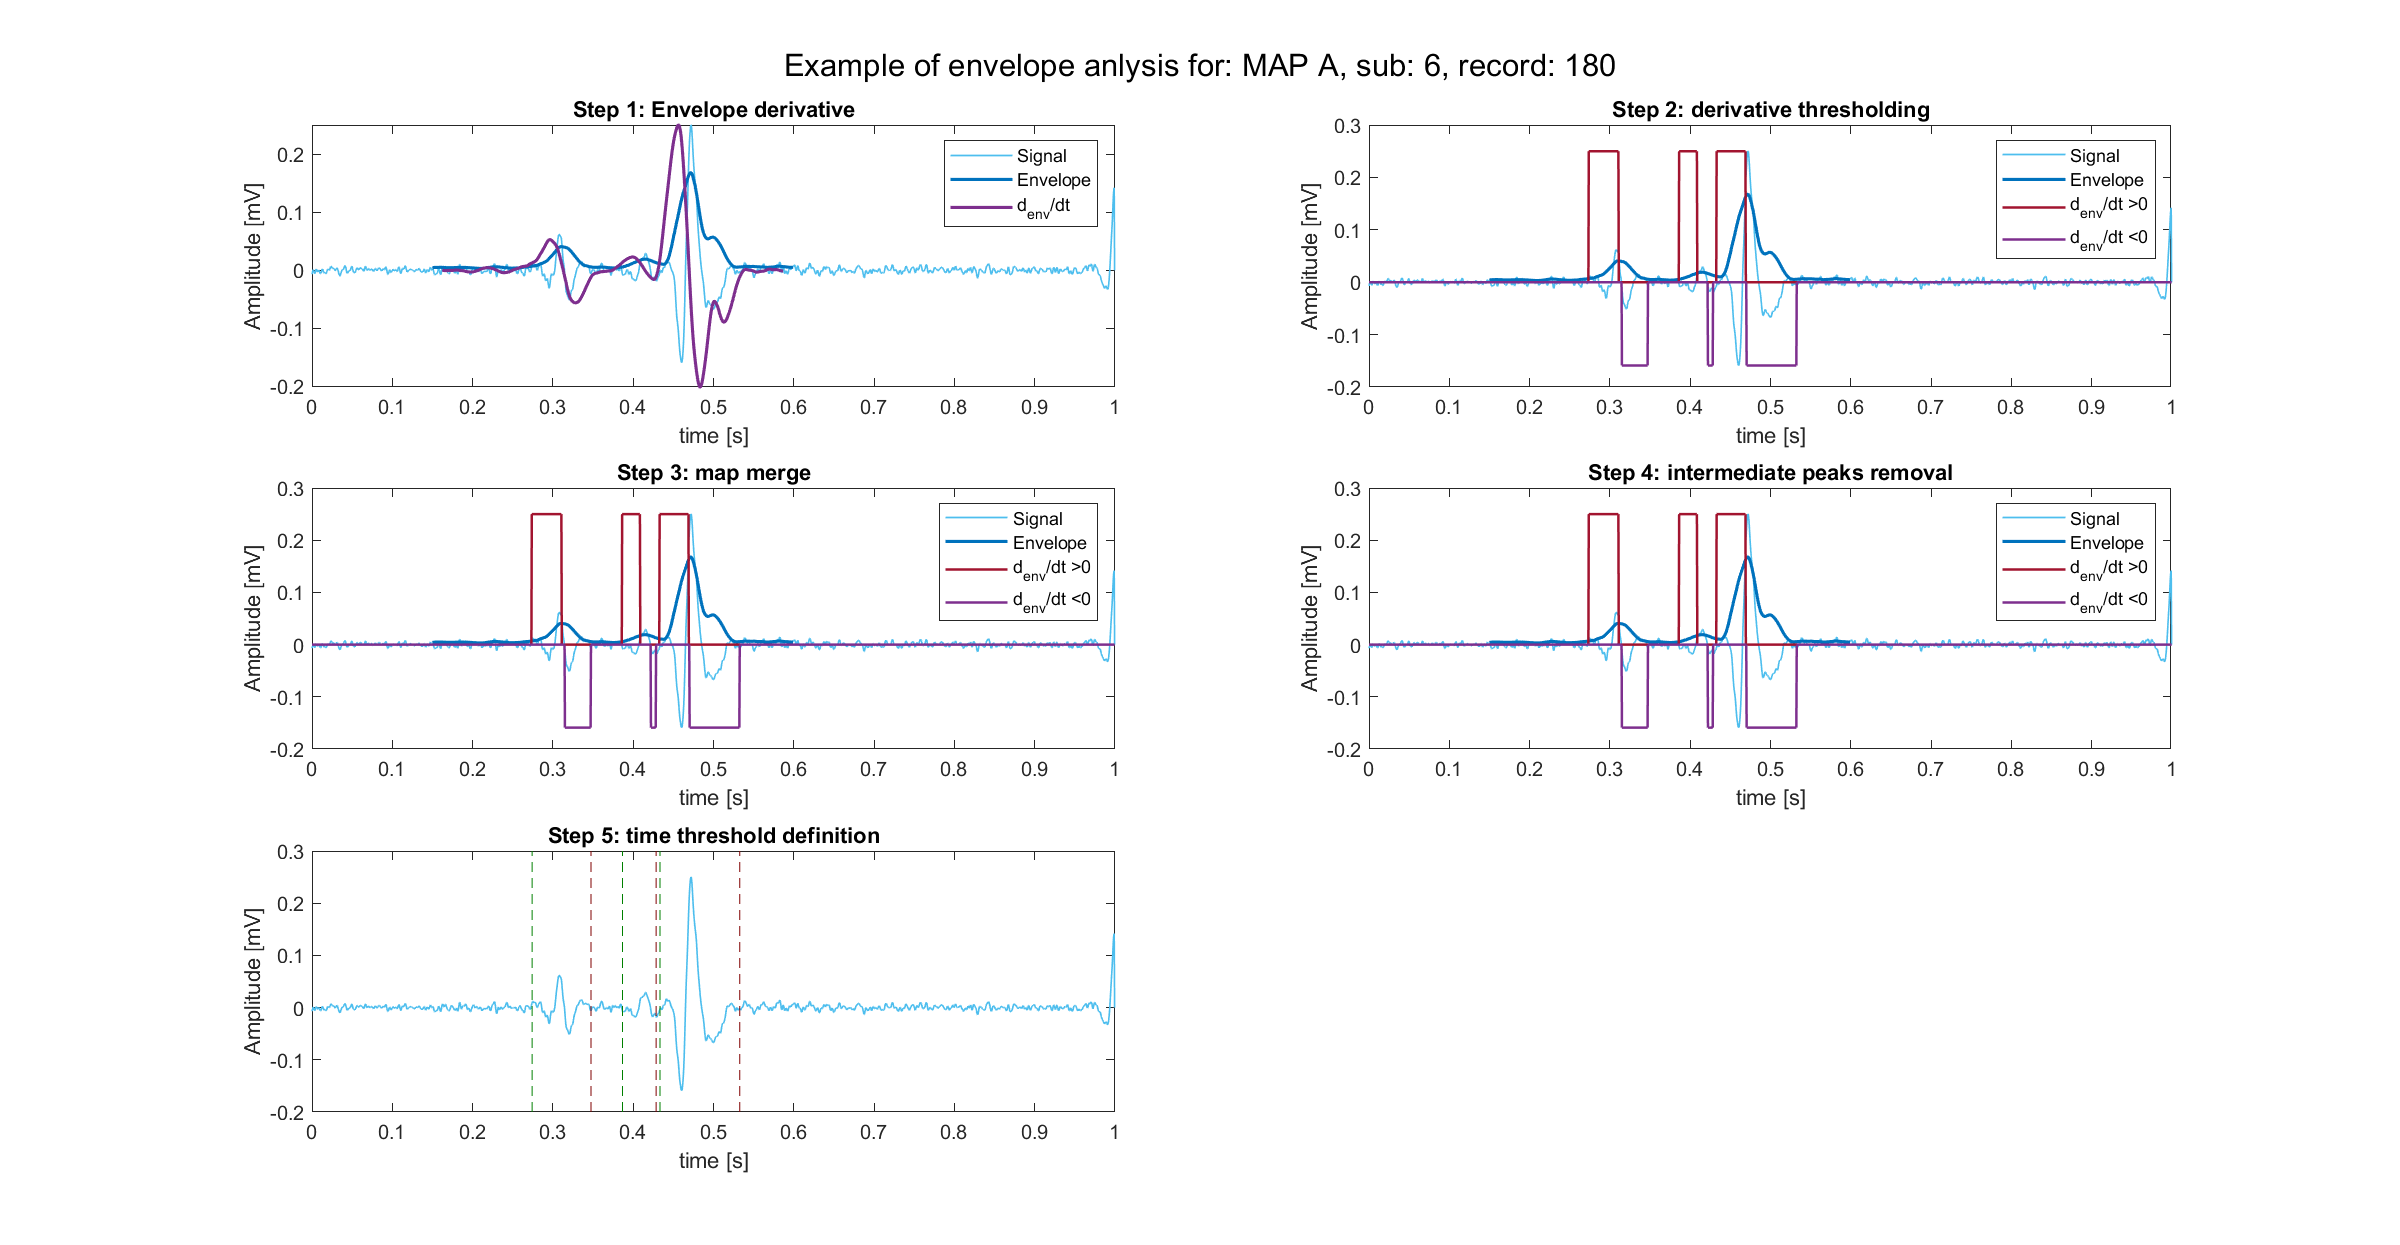 Example of envelope anlysis for: MAP A, sub: 6, record: 180
Step 1: Envelope derivative
Amplitude [mV]
0.2
0.1
0
-0.1
-0.2
0 0.1 0.2 0.3 0.4 0.5 0.6 0.7 0.8 0.9 1
time [s]
Signal
Envelope
d_env/dt
Step 2: derivative thresholding
Amplitude [mV]
0.3
0.2
0.1
0
-0.1
-0.2
0 0.1 0.2 0.3 0.4 0.5 0.6 0.7 0.8 0.9 1
time [s]
Signal
Envelope
d_env/dt >0
d_env/dt <0
Step 3: map merge
Amplitude [mV]
0.3
0.2
0.1
0
-0.1
-0.2
0 0.1 0.2 0.3 0.4 0.5 0.6 0.7 0.8 0.9 1
time [s]
Signal
Envelope
d_env/dt >0
d_env/dt <0
Step 4: intermediate peaks removal
Amplitude [mV]
0.3
0.2
0.1
0
-0.1
-0.2
0 0.1 0.2 0.3 0.4 0.5 0.6 0.7 0.8 0.9 1
time [s]
Signal
Envelope
d_env/dt >0
d_env/dt <0
Step 5: time threshold definition
Amplitude [mV]
0.3
0.2
0.1
0
-0.1
-0.2
0 0.1 0.2 0.3 0.4 0.5 0.6 0.7 0.8 0.9 1
time [s]